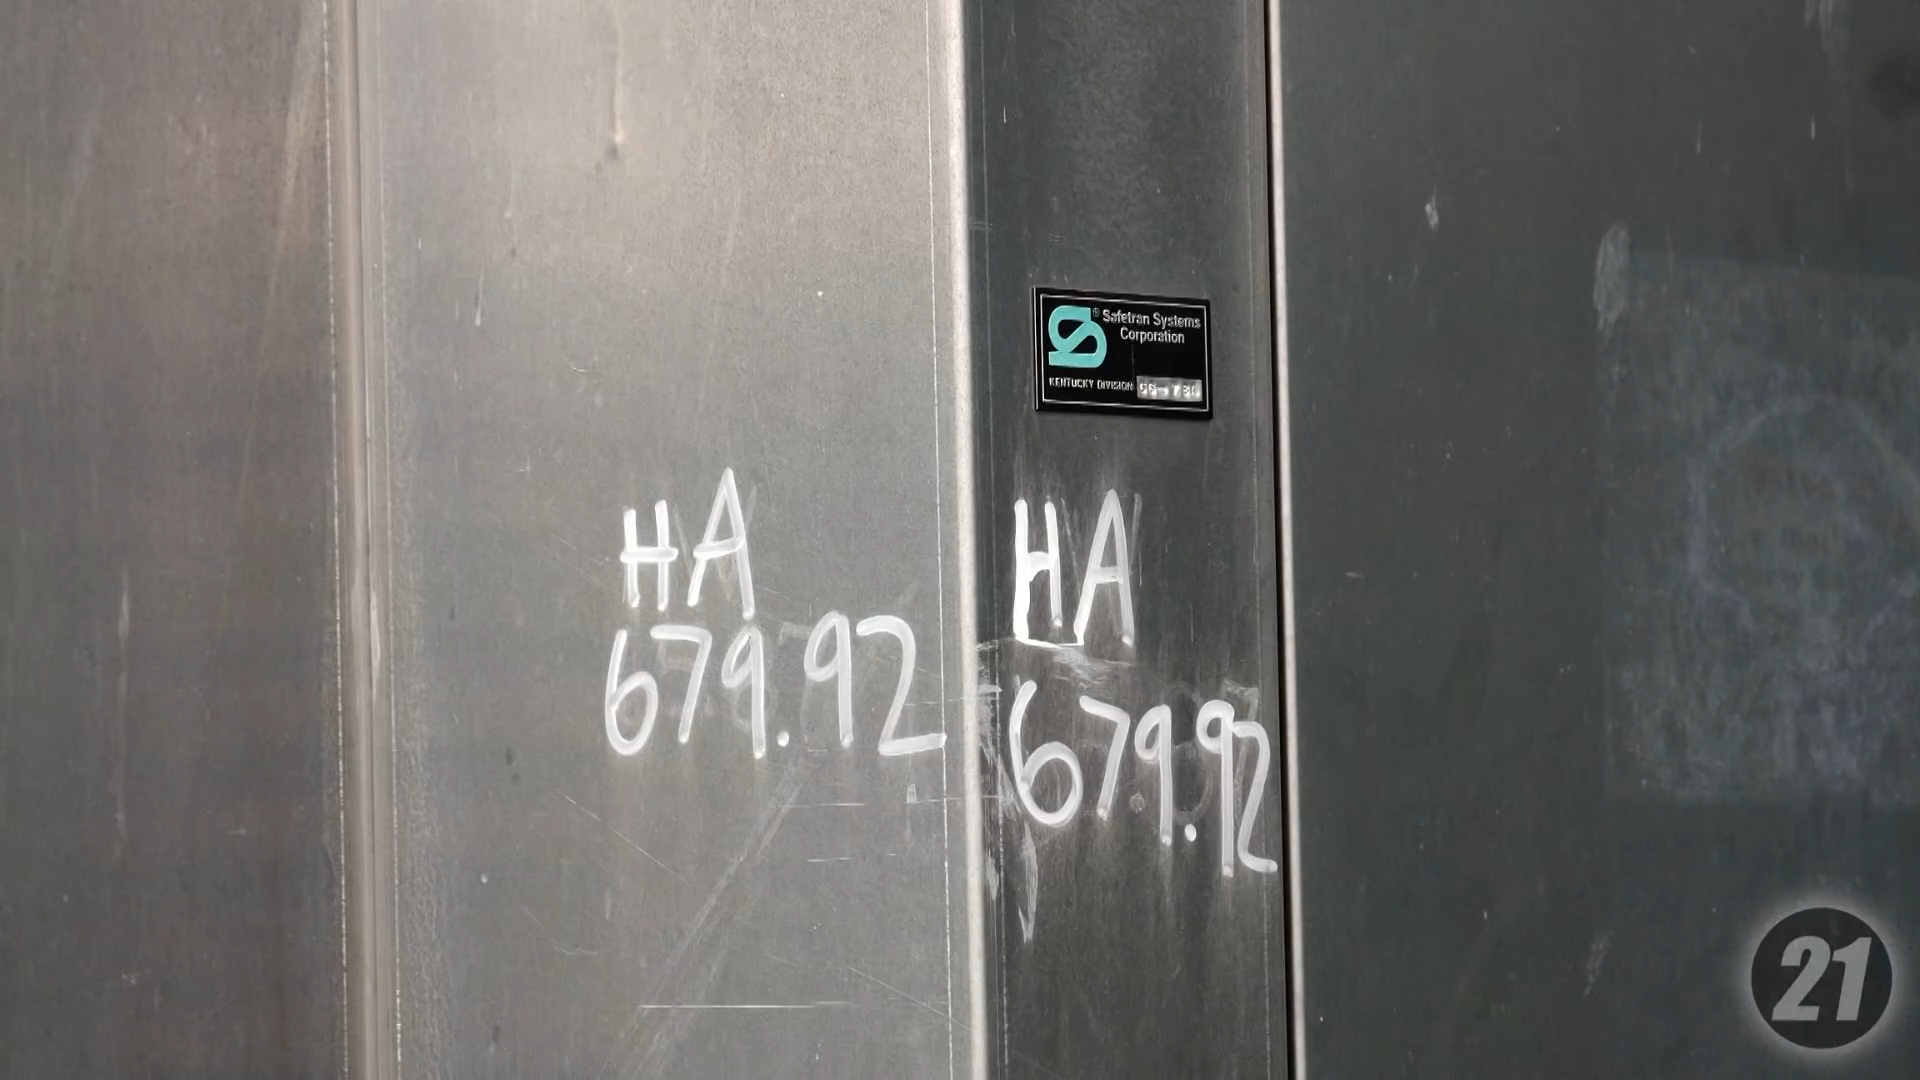 Safetran Systems
Corporation
KENTUCKY DIVISION
HA
679.92
HA
679.92
21